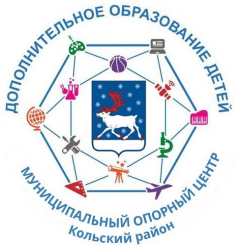 ДОПОЛНИТЕЛЬНОЕ ОБРАЗОВАНИЕ ДЕТЕЙ
МУНИЦИПАЛЬНЫЙ ОПОРНЫЙ ЦЕНТР
Кольский район